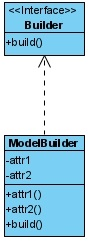 <<Interface>>
Builder
+build()
ModelBuilder
-attr1
-attr2
+attr1()
+attr2()
+build()